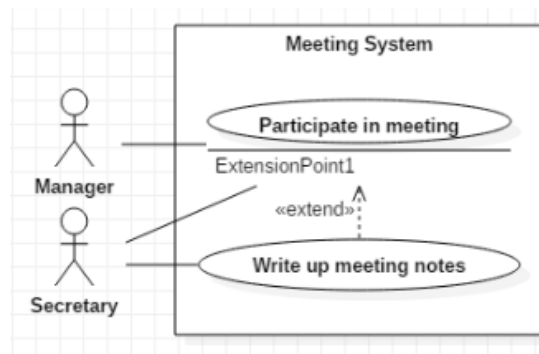 Meeting System
Participate in meeting
ExtensionPoint1
Manager
«extend»
Write up meeting notes
Secretary